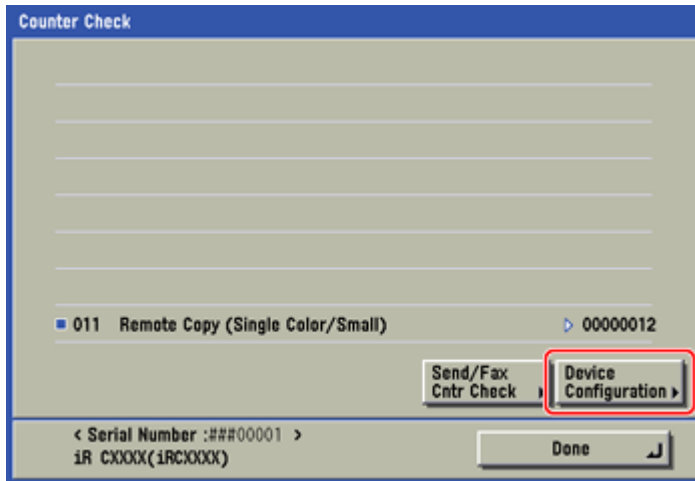 Counter Check
011 Remote Copy (Single Color/Small) 00000012
Send/Fax
Cntr Check
Device
Configuration
< Serial Number :###00001 >
iR CXXXX(iRCXXXX)
Done